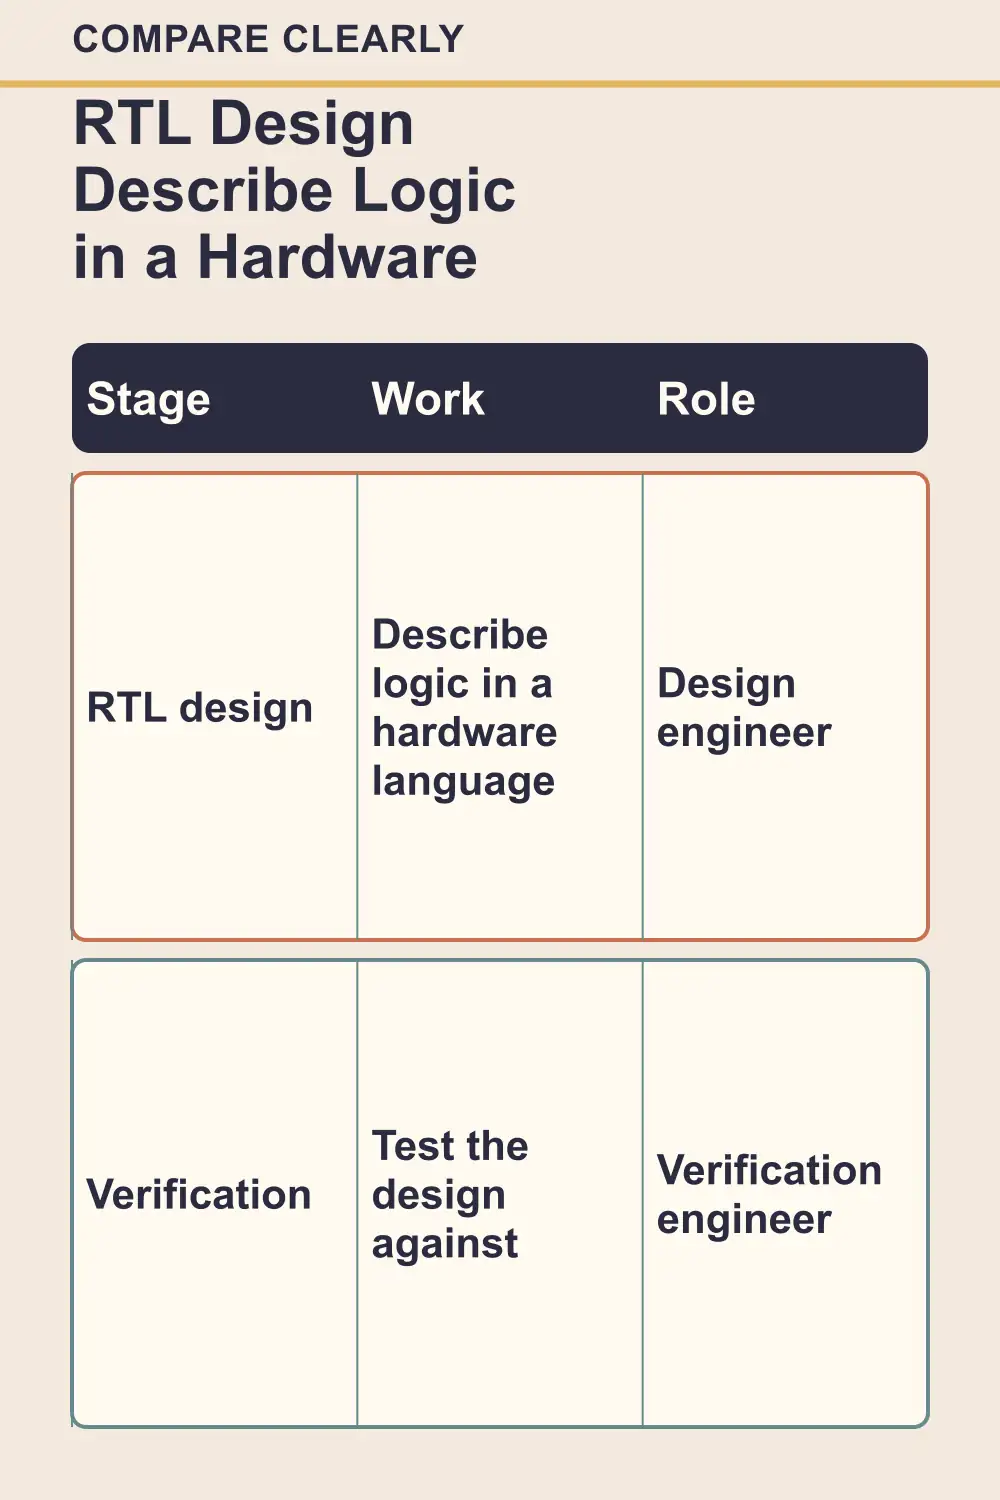 COMPARE CLEARLY
RTL Design
Describe Logic
in a Hardware
Stage Work Role
RTL design
Describe
logic in a
hardware
language
Design
engineer
Verification
Test the
design
against
Verification
engineer